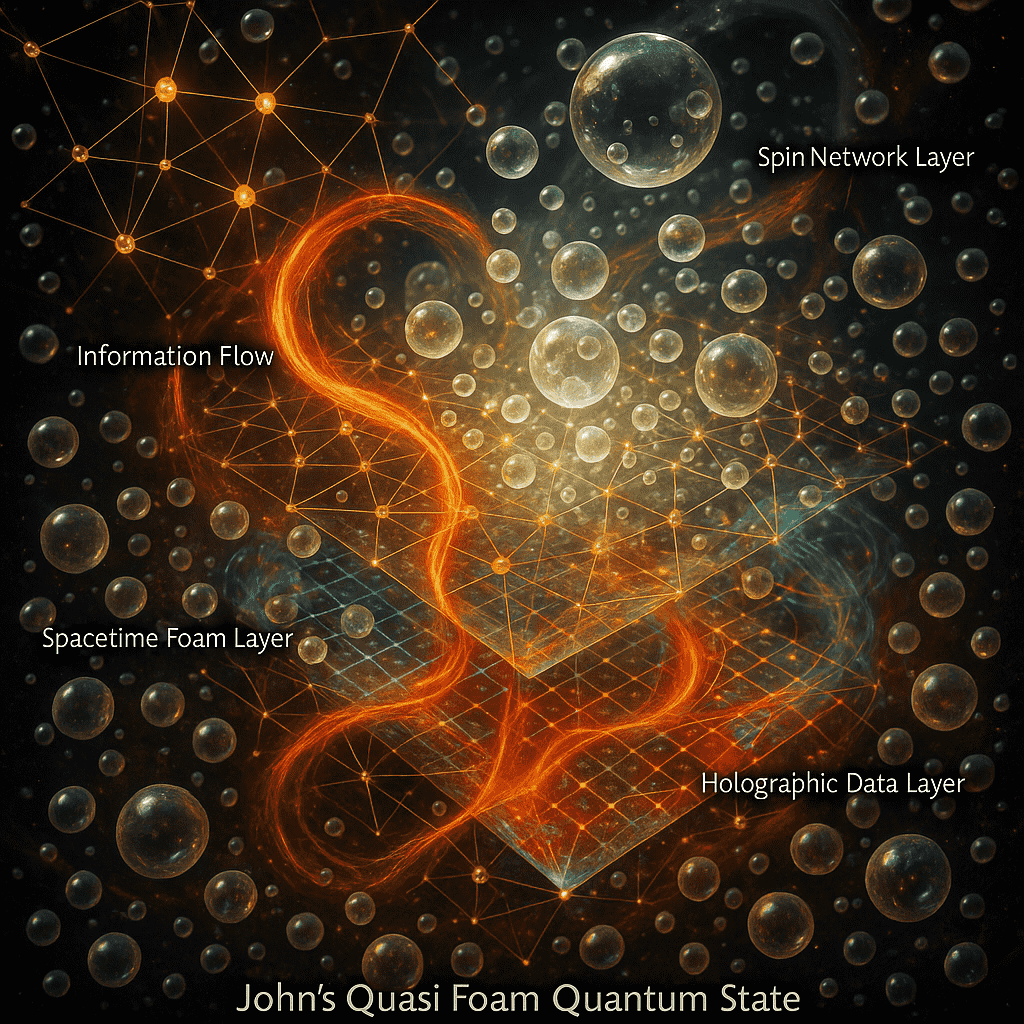 Spin Network Layer
Information Flow
Spacetime Foam Layer
Holographic Data Layer
John's Quasi Foam Quantum State